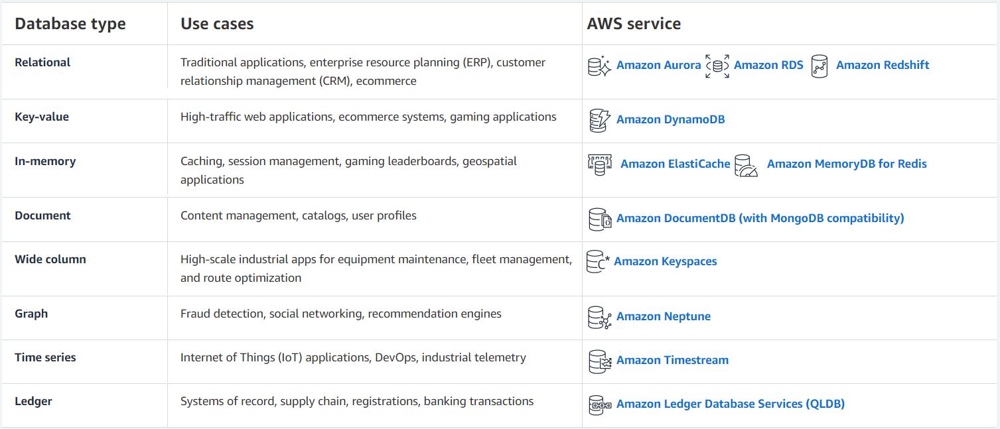 Database type
Use cases
AWS service
Relational
Traditional applications, enterprise resource planning (ERP), customer
relationship management (CRM), ecommerce
Amazon Aurora
Amazon RDS
Amazon Redshift
Key-value
High-traffic web applications, ecommerce systems, gaming applications
Amazon DynamoDB
In-memory
Caching, session management, gaming leaderboards, geospatial
applications
Amazon ElastiCache
Amazon MemoryDB for Redis
Document
Content management, catalogs, user profiles
Amazon DocumentDB (with MongoDB compatibility)
Wide column
High-scale industrial apps for equipment maintenance, fleet management,
and route optimization
Amazon Keyspaces
Graph
Fraud detection, social networking, recommendation engines
Amazon Neptune
Time series
Internet of Things (IoT) applications, DevOps, industrial telemetry
Amazon Timestream
Ledger
Systems of record, supply chain, registrations, banking transactions
Amazon Ledger Database Services (QLDB)